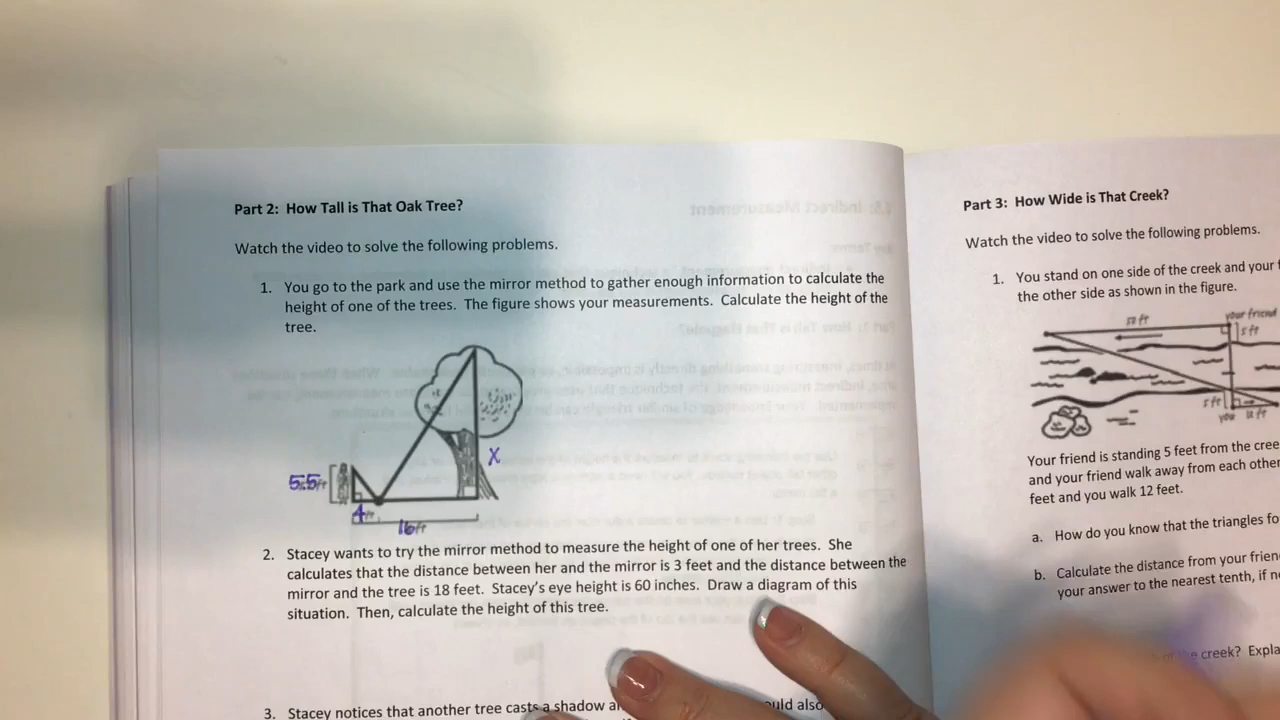 Part 2: How Tall is That Oak Tree?
Watch the video to solve the following problems.
1. You go to the park and use the mirror method to gather enough information to calculate the
height of one of the trees. The figure shows your measurements. Calculate the height of the
tree.
X
5.5ft
4ft
16ft
2. Stacey wants to try the mirror method to measure the height of one of her trees. She
calculates that the distance between her and the mirror is 3 feet and the distance between the
mirror and the tree is 18 feet. Stacey's eye height is 60 inches. Draw a diagram of this
situation. Then, calculate the height of this tree.
3. Stacey notices that another tree casts a shadow
also
Part 3: How Wide is That Creek?
Watch the video to solve the following problems.
1. You stand on one side of the creek and your
the other side as shown in the figure.
your friend
5ft
5ft
you 12 ft
Your friend is standing 5 feet from the
and your friend walk away from each other
feet and you walk 12 feet.
a. How do you know that the triangles
b. Calculate the distance from your
your answer to the nearest tenth, if
creek?